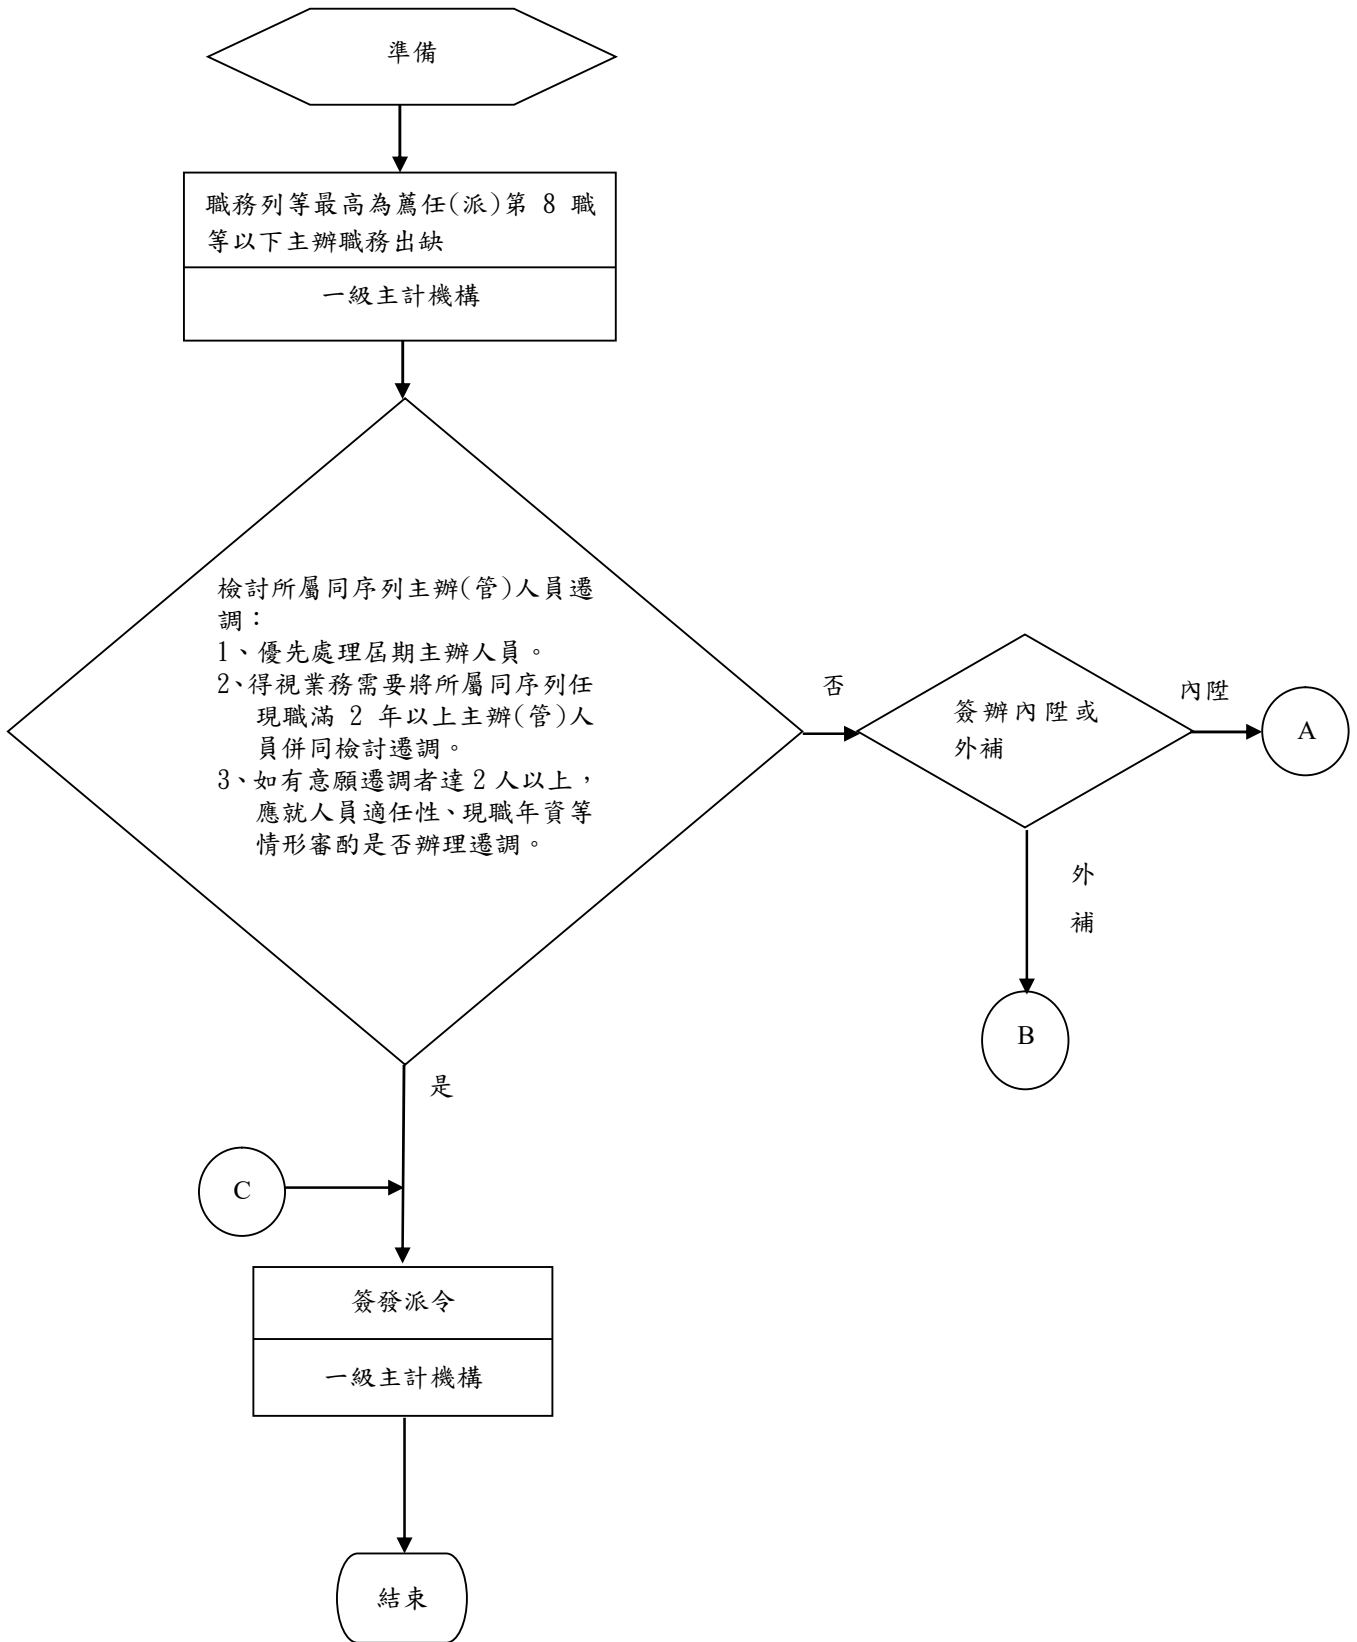 準備
職務列等最高為薦任(派)第 8 職
等以下主辦職務出缺
一級主計機構
檢討所屬同序列主辦(管)人員遷
調：
1、優先處理屆期主辦人員。
2、得視業務需要將所屬同序列任
現職滿 2 年以上主辦(管)人
員併同檢討遷調。
3、如有意願遷調者達 2 人以上，
應就人員適任性、現職年資等
情形審酌是否辦理遷調。
否
簽辦內陞或
外補
內陞
A
外
補
B
是
C
簽發派令
一級主計機構
結束